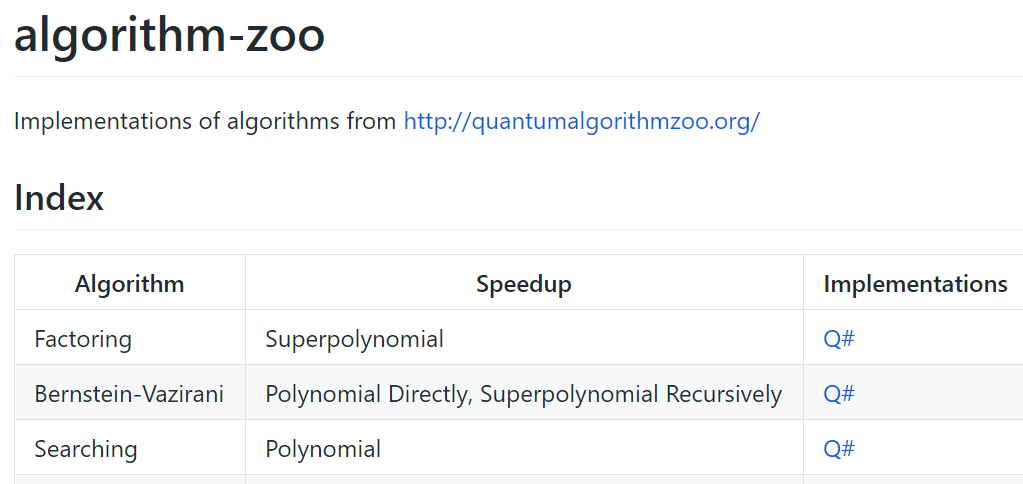 algorithm-zoo
Implementations of algorithms from http://quantumalgorithmzoo.org/
Index
Algorithm Speedup Implementations
Factoring Superpolynomial Q#
Bernstein-Vazirani Polynomial Directly, Superpolynomial Recursively Q#
Searching Polynomial Q#